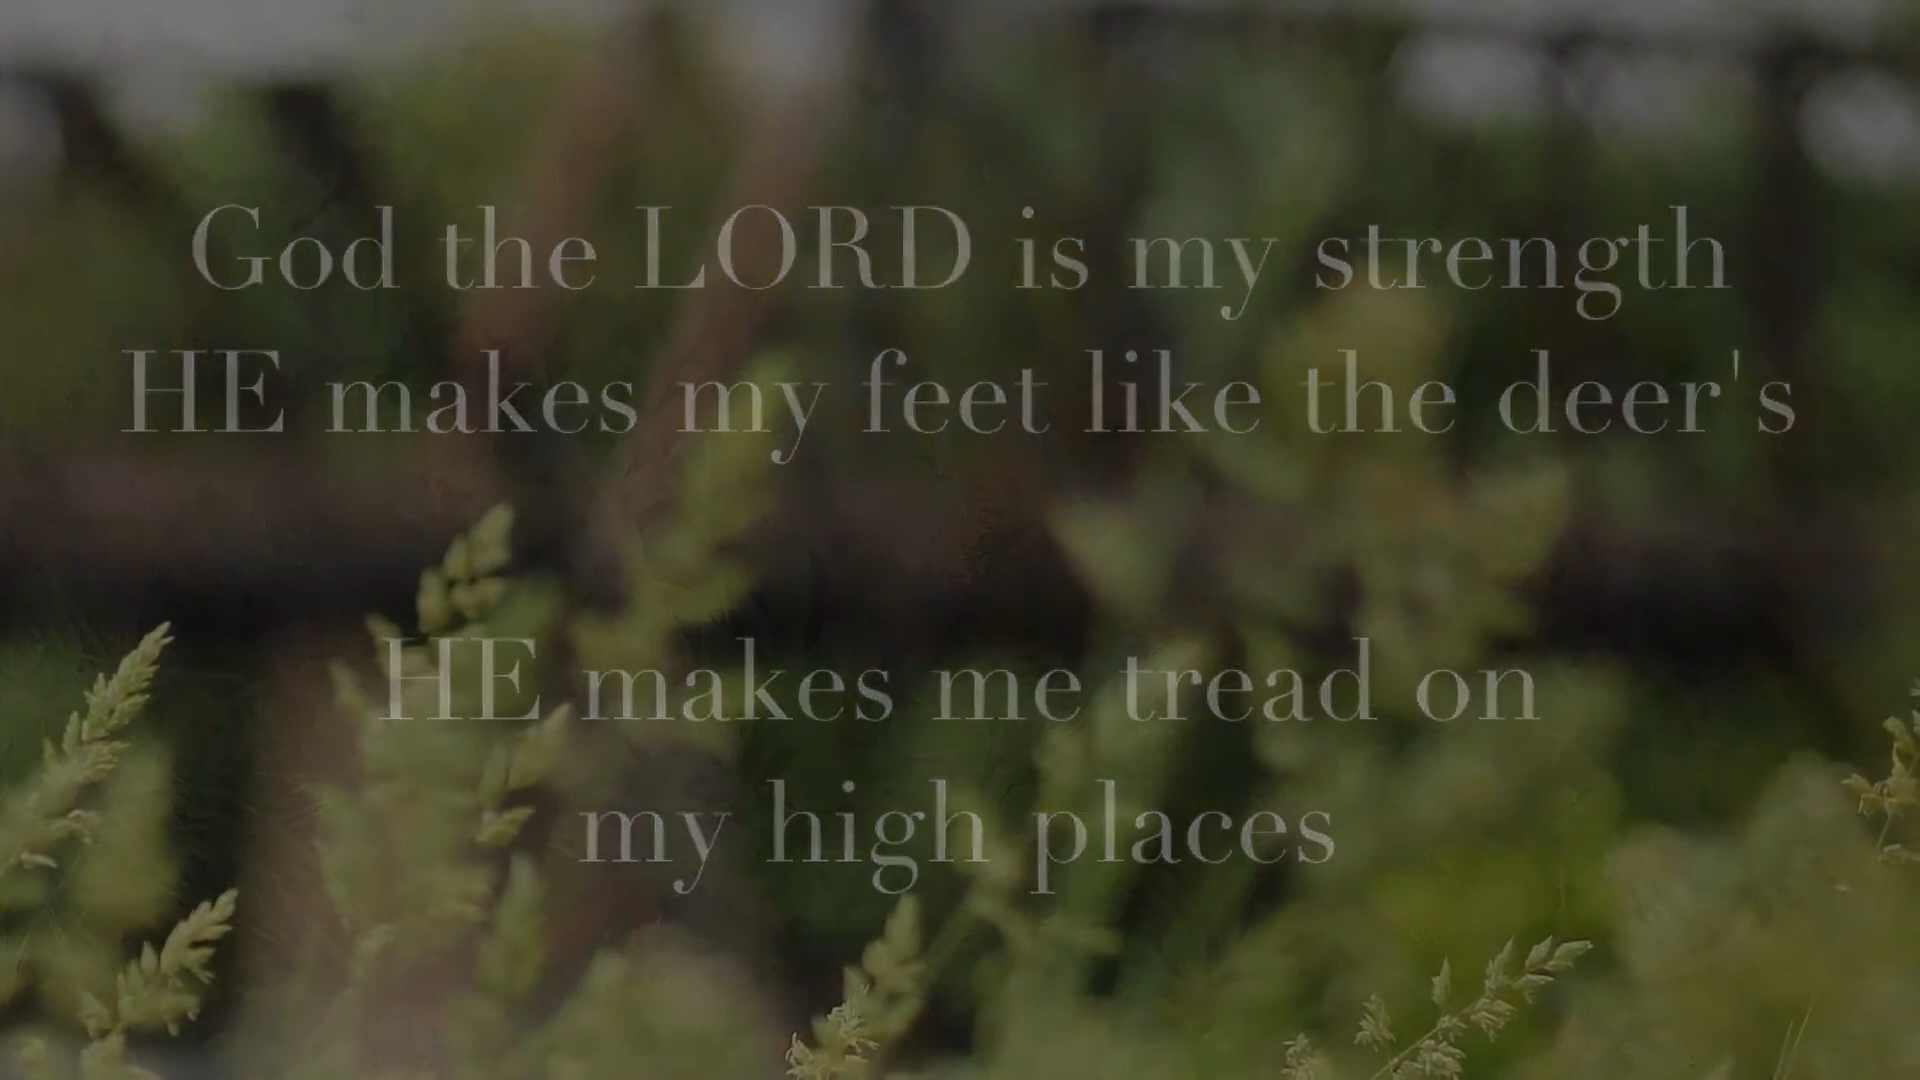 God the LORD is my strength
HE makes my feet like the deer's
HE makes me tread on
my high places